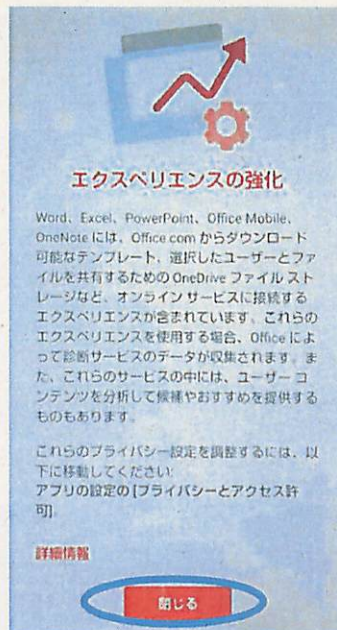 エクスペリエンスの強化
Word、Excel、PowerPoint、Office Mobile、
OneNote には、Office.com からダウンロード
可能なテンプレート、選択したユーザーとファ
イルを共有するための OneDrive ファイル スト
レージなど、オンライン サービスに接続する
エクスペリエンスが含まれています。これらの
エクスペリエンスを使用する場合、Office によ
って診断サービスのデータが収集されます。ま
た、これらのサービスの中には、ユーザー コ
ンテンツを分析して候補やおすすめを提供する
ものもあります。
これらのプライバシー設定を調整するには、以
下に移動してください:
アプリの設定の [プライバシーとアクセス許
可]。
詳細情報
閉じる